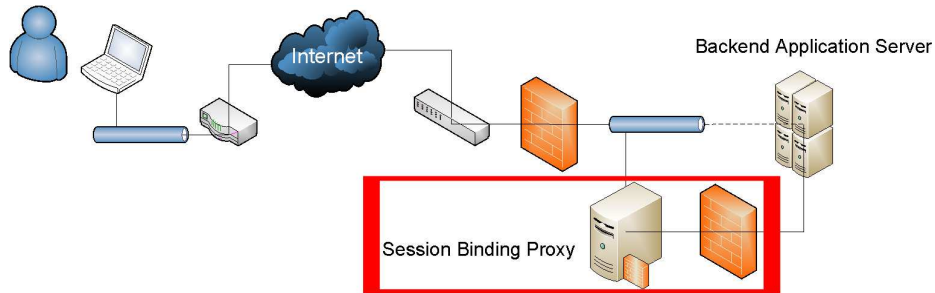 Internet
Backend Application Server
Session Binding Proxy